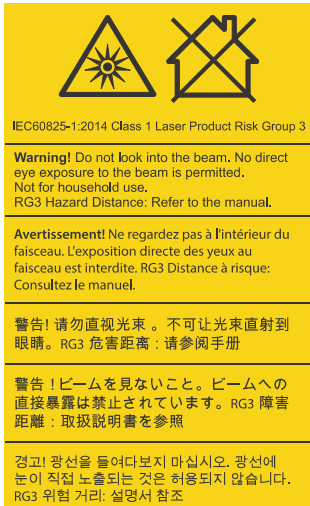 IEC60825-1:2014 Class 1 Laser Product Risk Group 3
Warning! Do not look into the beam. No direct
eye exposure to the beam is permitted.
Not for household use.
RG3 Hazard Distance: Refer to the manual.
Avertissement! Ne regardez pas à l'intérieur du
faisceau. L'exposition directe des yeux au
faisceau est interdite. RG3 Distance à risque:
Consultez le manuel.
警告! 请勿直视光束 。不可让光束直射到
眼睛。RG3 危害距离 : 请参阅手册
警告 ! ビームを見ないこと。ビームへの
直接暴露は禁止されています。RG3 障害
距離 : 取扱説明書を参照
경고! 광선을 들여다보지 마십시오. 광선에
눈이 직접 노출되는 것은 허용되지 않습니다.
RG3 위험 거리: 설명서 참조